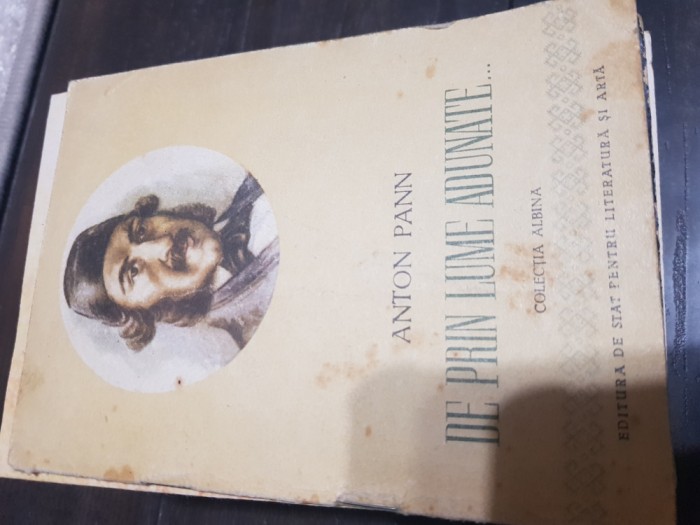 ANTON PANN
DE PRIN LUME ADUNATE...
COLECȚIA ALBINA
EDITURA DE STAT PENTRU LITERATURĂ ȘI ARTĂ